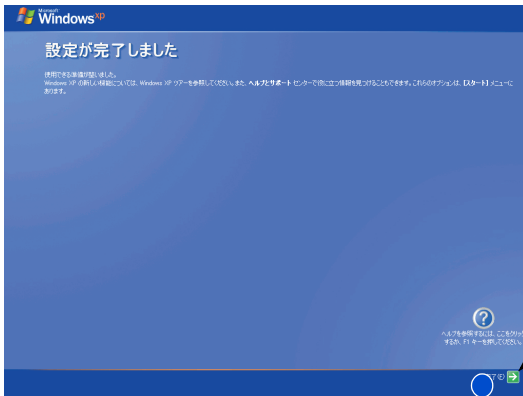 Microsoft
Windows xp
設定が完了しました
使用できる準備が整いました。
Windows XP の新しい機能については、Windows XP ツアーを参照してください。また、ヘルプとサポート センターで役に立つ情報を見つけることもできます。これらのオプションは、[スタート] メニューに
あります。
ヘルプを参照するには、ここをクリック
するか、F1 キーを押してください。
了(F)